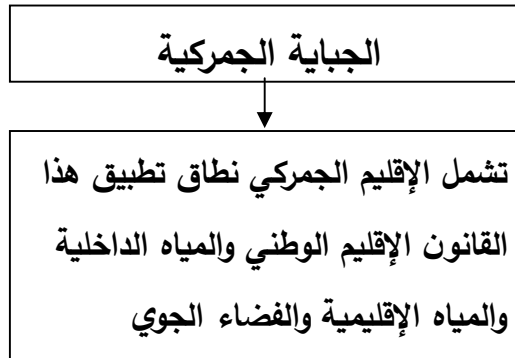 الجباية الجمركية
تشمل الإقليم الجمركي نطاق تطبيق هذا
القانون الإقليم الوطني والمياه الداخلية
والمياه الإقليمية والفضاء الجوي